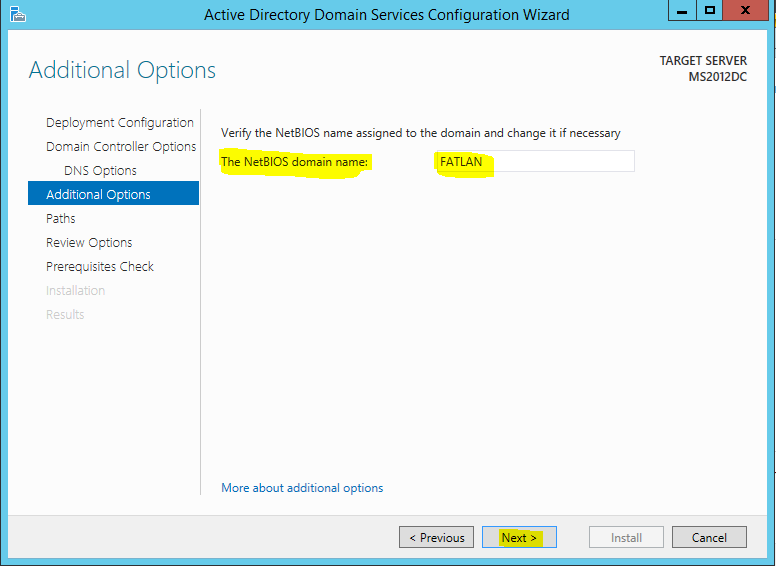 Active Directory Domain Services Configuration Wizard
Additional Options
TARGET SERVER
MS2012DC
Deployment Configuration
Domain Controller Options
DNS Options
Additional Options
Paths
Review Options
Prerequisites Check
Installation
Results
Verify the NetBIOS name assigned to the domain and change it if necessary
The NetBIOS domain name: FATLAN
More about additional options
< Previous Next > Install Cancel